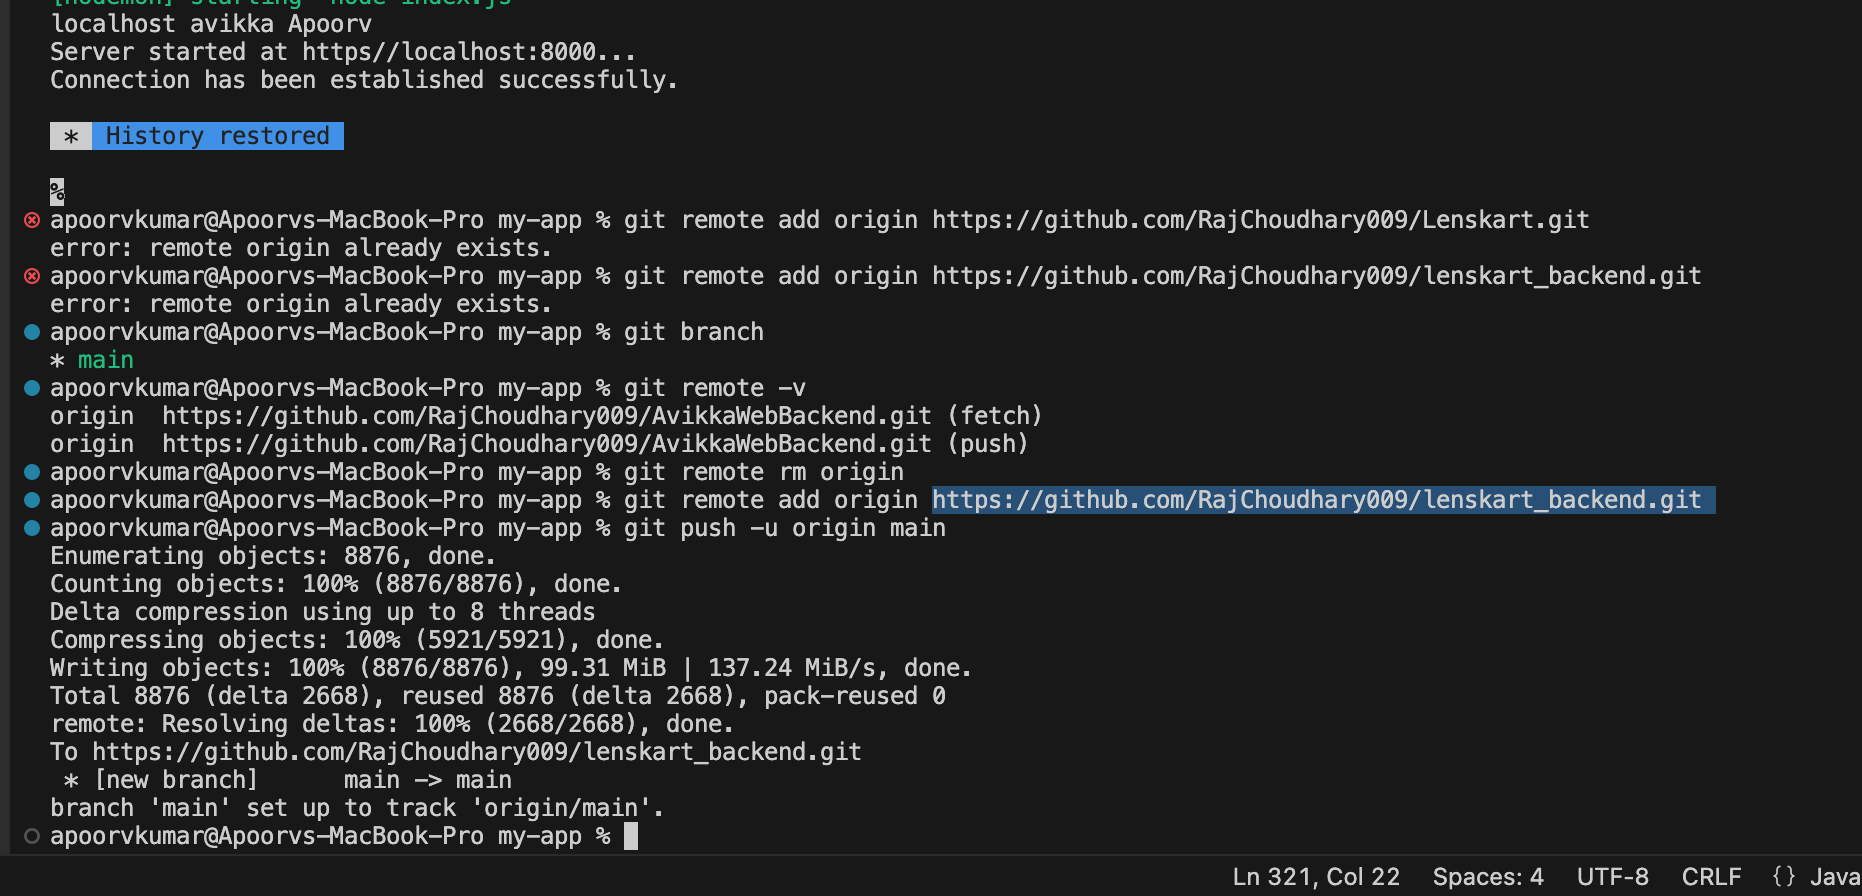 [nodemon] starting `node index.js`
localhost avikka Apoorv
Server started at https//localhost:8000...
Connection has been established successfully.
* History restored
%
apoorvkumar@Apoorvs-MacBook-Pro my-app % git remote add origin https://github.com/RajChoudhary009/Lenskart.git
error: remote origin already exists.
apoorvkumar@Apoorvs-MacBook-Pro my-app % git remote add origin https://github.com/RajChoudhary009/lenskart_backend.git
error: remote origin already exists.
apoorvkumar@Apoorvs-MacBook-Pro my-app % git branch
* main
apoorvkumar@Apoorvs-MacBook-Pro my-app % git remote -v
origin  https://github.com/RajChoudhary009/AvikkaWebBackend.git (fetch)
origin  https://github.com/RajChoudhary009/AvikkaWebBackend.git (push)
apoorvkumar@Apoorvs-MacBook-Pro my-app % git remote rm origin
apoorvkumar@Apoorvs-MacBook-Pro my-app % git remote add origin https://github.com/RajChoudhary009/lenskart_backend.git
apoorvkumar@Apoorvs-MacBook-Pro my-app % git push -u origin main
Enumerating objects: 8876, done.
Counting objects: 100% (8876/8876), done.
Delta compression using up to 8 threads
Compressing objects: 100% (5921/5921), done.
Writing objects: 100% (8876/8876), 99.31 MiB | 137.24 MiB/s, done.
Total 8876 (delta 2668), reused 8876 (delta 2668), pack-reused 0
remote: Resolving deltas: 100% (2668/2668), done.
To https://github.com/RajChoudhary009/lenskart_backend.git
 * [new branch]      main -> main
branch 'main' set up to track 'origin/main'.
apoorvkumar@Apoorvs-MacBook-Pro my-app %
Ln 321, Col 22 Spaces: 4 UTF-8 CRLF {} Java